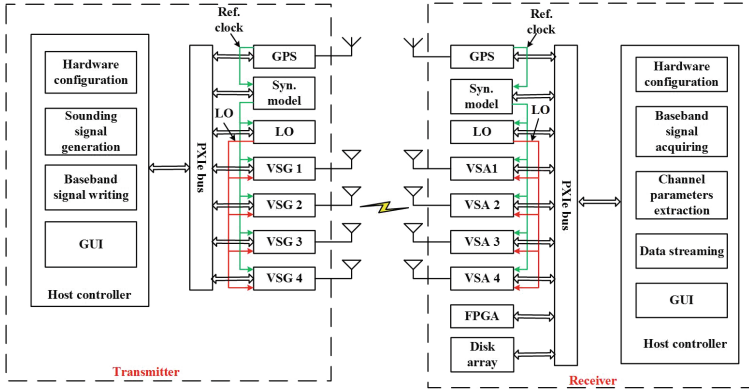 Ref.
clock
GPS
Hardware
configuration
Syn.
model
Sounding
signal
generation
LO
LO
PXIe bus
VSG 1
Baseband
signal writing
VSG 2
GUI
VSG 3
VSG 4
Host controller
Transmitter
Ref.
clock
GPS
Syn.
model
LO
LO
VSA1
VSA 2
VSA 3
VSA 4
FPGA
Disk
array
PXIe bus
Hardware
configuration
Baseband
signal
acquiring
Channel
parameters
extraction
Data streaming
GUI
Host controller
Receiver